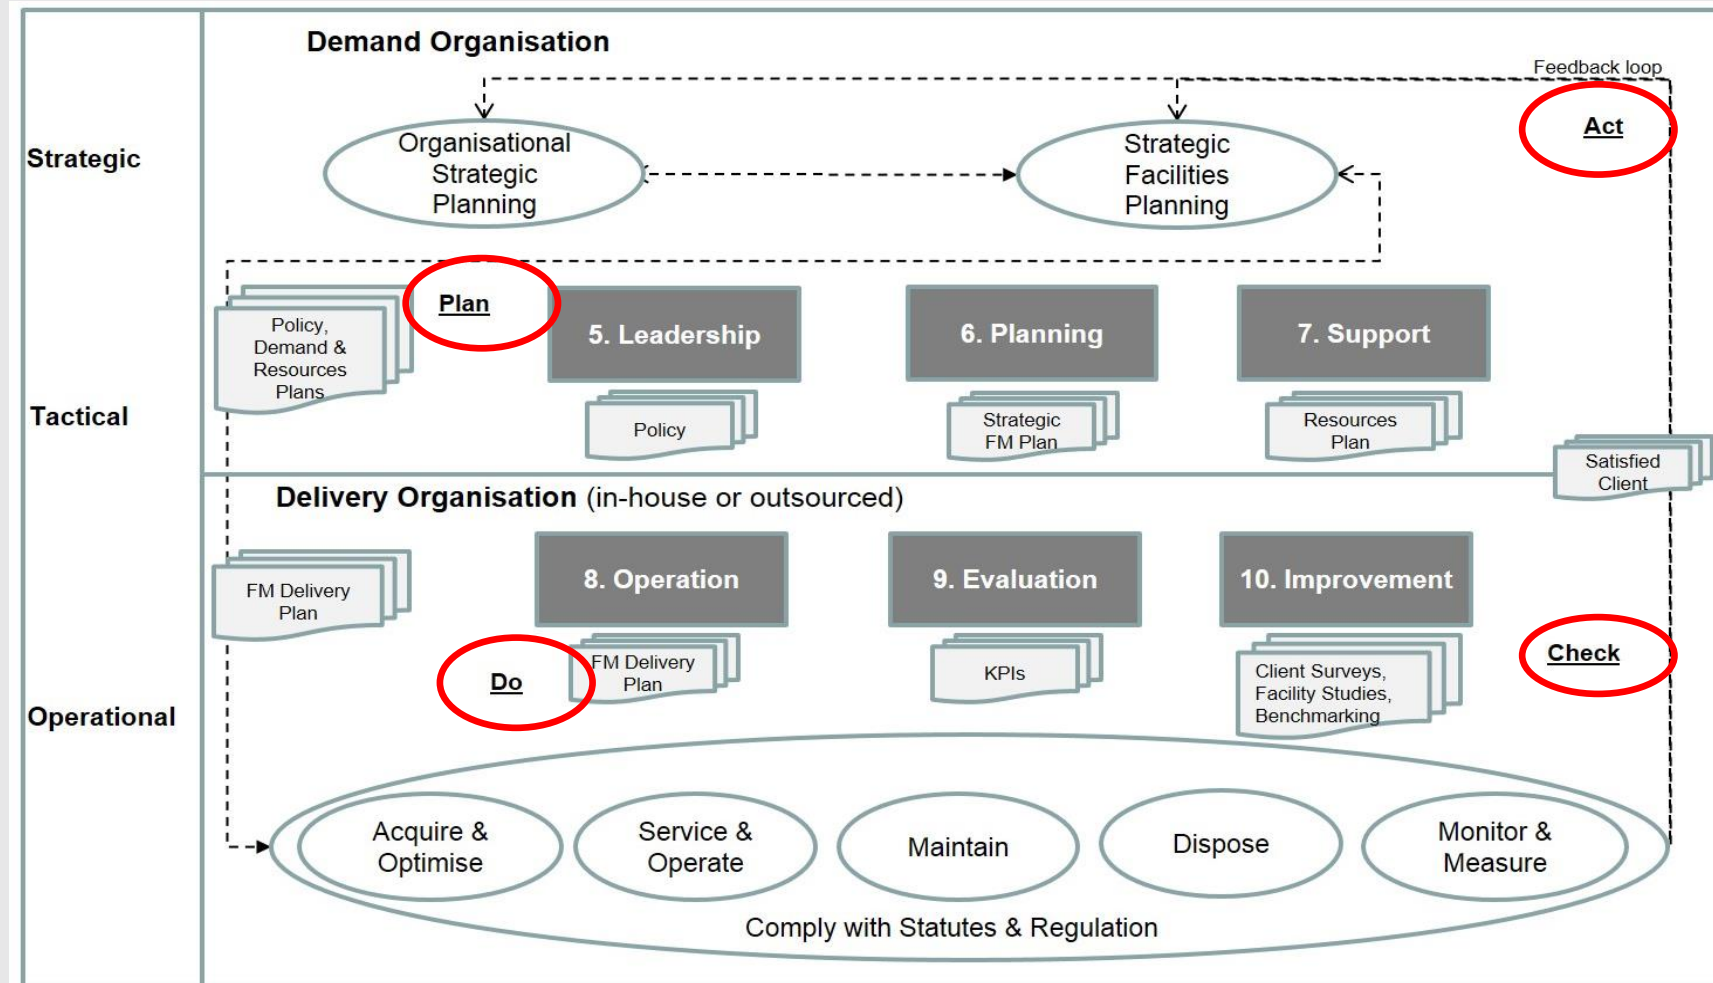 Demand Organisation
Feedback loop
Strategic
Organisational
Strategic
Planning
Strategic
Facilities
Planning
Act
Plan
Policy,
Demand &
Resources
Plans
5. Leadership
6. Planning
7. Support
Tactical
Policy
Strategic
FM Plan
Resources
Plan
Satisfied
Client
Delivery Organisation (in-house or outsourced)
FM Delivery
Plan
8. Operation
9. Evaluation
10. Improvement
Operational
Do
FM Delivery
Plan
KPIs
Client Surveys,
Facility Studies,
Benchmarking
Check
Acquire &
Optimise
Service &
Operate
Maintain
Dispose
Monitor &
Measure
Comply with Statutes & Regulation